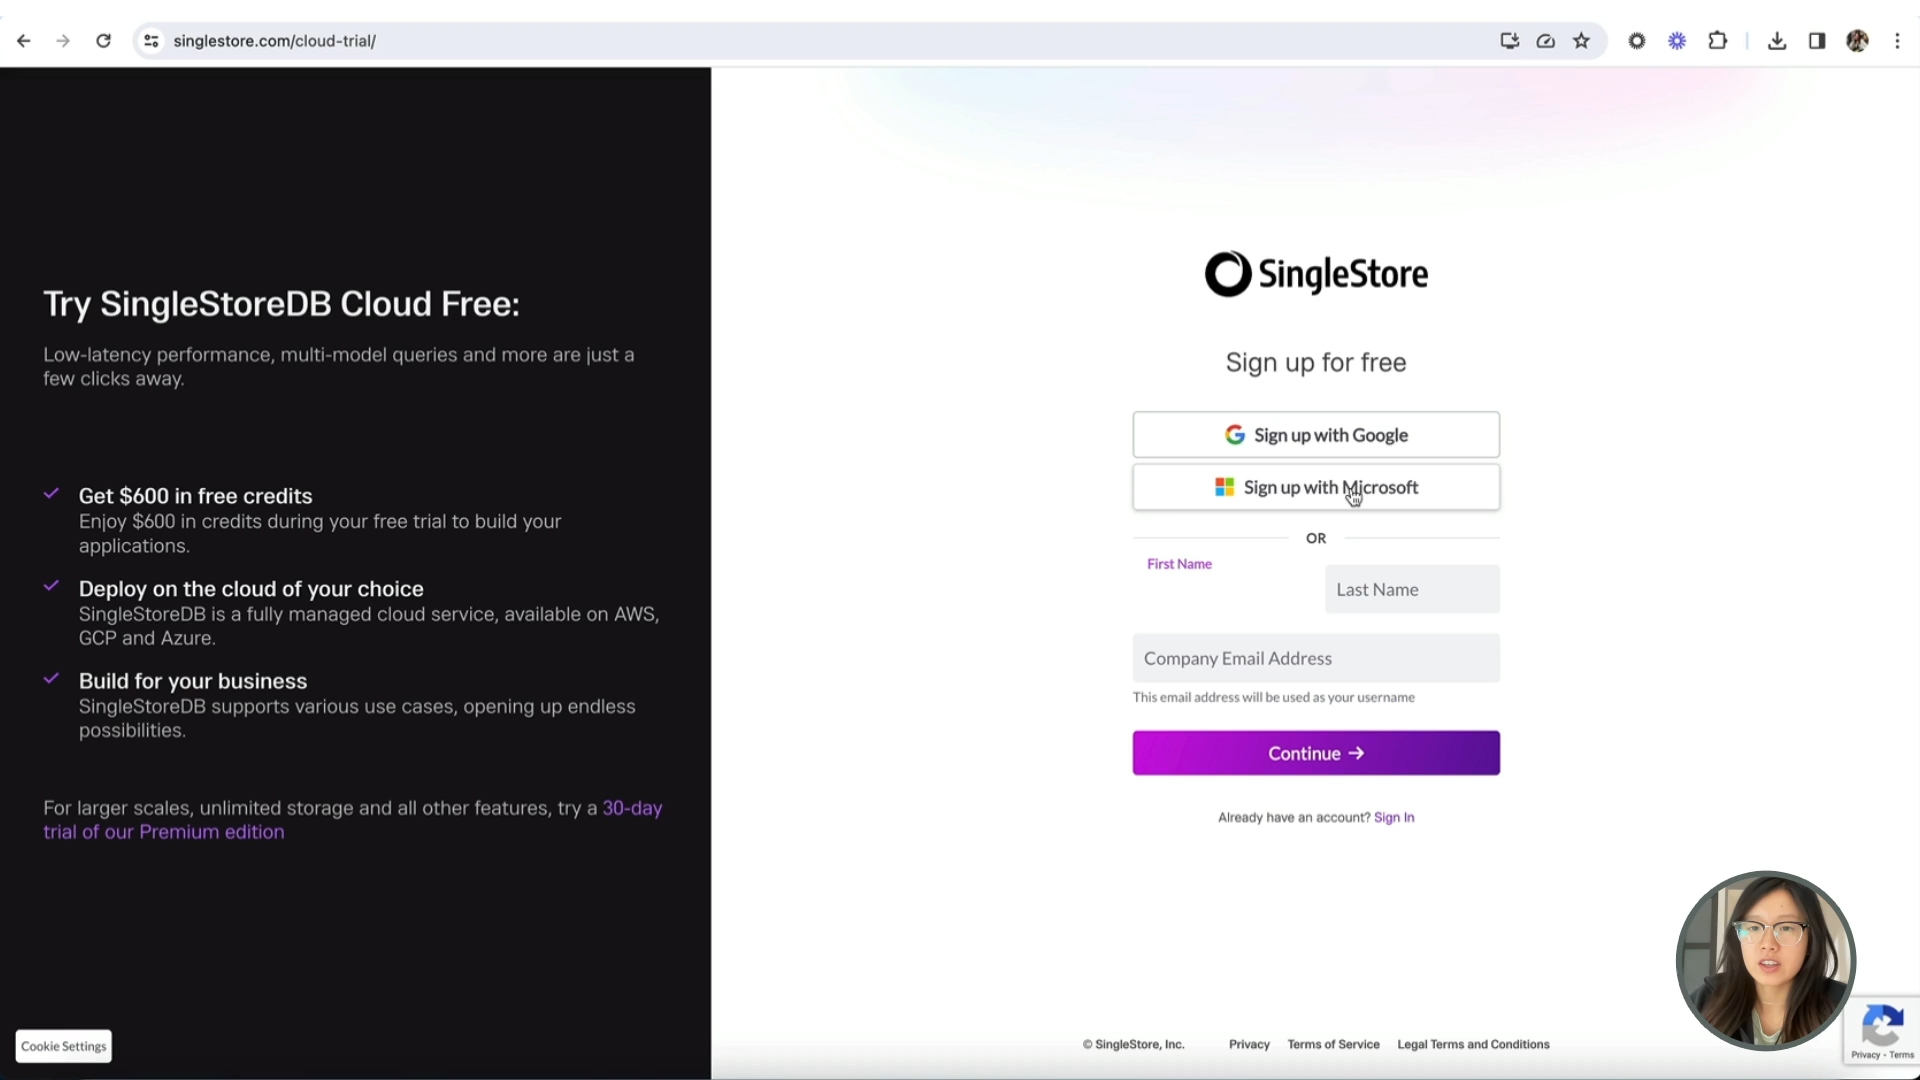 singlestore.com/cloud-trial/
Try SingleStoreDB Cloud Free:
Low-latency performance, multi-model queries and more are just a
few clicks away.
Get $600 in free credits
Enjoy $600 in credits during your free trial to build your
applications.
Deploy on the cloud of your choice
SingleStoreDB is a fully managed cloud service, available on AWS,
GCP and Azure.
Build for your business
SingleStoreDB supports various use cases, opening up endless
possibilities.
For larger scales, unlimited storage and all other features, try a 30-day
trial of our Premium edition
Cookie Settings
SingleStore
Sign up for free
Sign up with Google
Sign up with Microsoft
OR
First Name
Last Name
Company Email Address
This email address will be used as your username
Continue →
Already have an account? Sign In
© SingleStore, Inc. Privacy Terms of Service Legal Terms and Conditions
Privacy - Terms